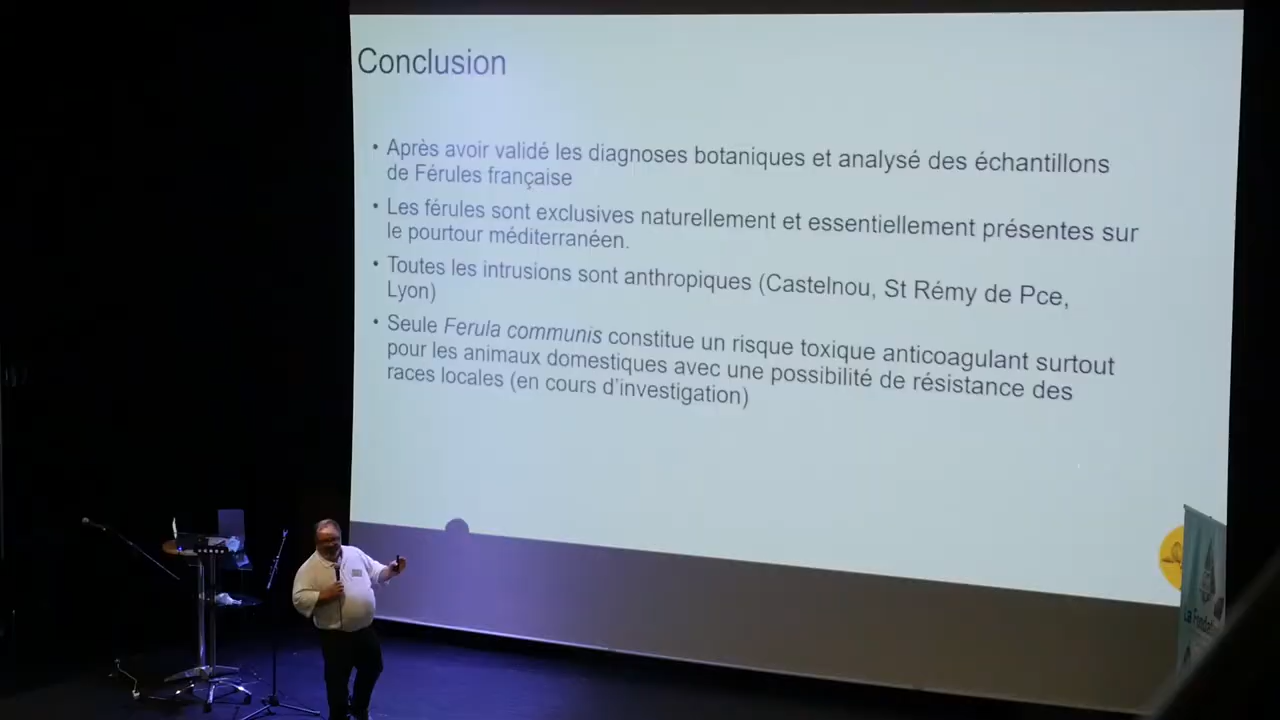 Conclusion
• Après avoir validé les diagnoses botaniques et analysé des échantillons
de Férules française
• Les férules sont exclusives naturellement et essentiellement présentes sur
le pourtour méditerranéen.
• Toutes les intrusions sont anthropiques (Castelnou, St Rémy de Pce,
Lyon)
• Seule Ferula communis constitue un risque toxique anticoagulant surtout
pour les animaux domestiques avec une possibilité de résistance des
races locales (en cours d'investigation)
La